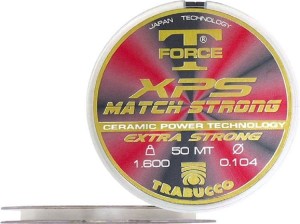 JAPAN TECHNOLOGY
T
®
FORCE
XPS
MATCH STRONG
CERAMIC POWER TECHNOLOGY
EXTRA STRONG
50 MT
1.600 0.104
TRABUCCO